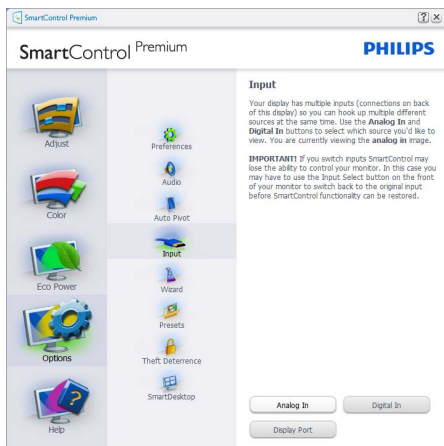 SmartControl Premium
SmartControl Premium
PHILIPS
Adjust
Color
Eco Power
Options
Help
Preferences
Audio
Auto Pivot
Input
Wizard
Presets
Theft Deterrence
SmartDesktop
Input
Your display has multiple inputs (connections on back
of this display) so you can hook up multiple different
sources at the same time. Use the Analog In and
Digital In buttons to select which source you'd like to
view. You are currently viewing the analog in image.
IMPORTANT! If you switch inputs SmartControl may
lose the ability to control your monitor. In this case you
may have to use the Input Select button on the front
of your monitor to switch back to the original input
before SmartControl functionality can be restored.
Analog In
Digital In
Display Port